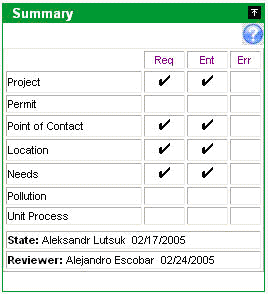 Summary
Req Ent Err
Project ✔ ✔
Permit
Point of Contact ✔ ✔
Location ✔ ✔
Needs ✔ ✔
Pollution
Unit Process
State: Aleksandr Lutsuk 02/17/2005
Reviewer: Alejandro Escobar 02/24/2005